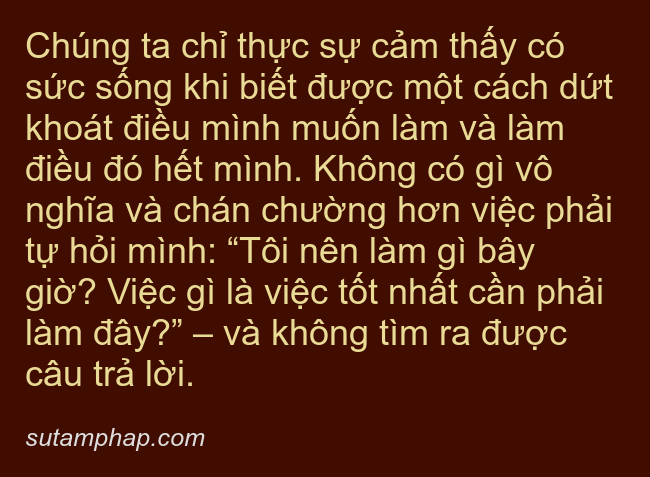 Chúng ta chỉ thực sự cảm thấy có
sức sống khi biết được một cách dứt
khoát điều mình muốn làm và làm
điều đó hết mình. Không có gì vô
nghĩa và chán chường hơn việc phải
tự hỏi mình: “Tôi nên làm gì bây
giờ? Việc gì là việc tốt nhất cần phải
làm đây?” – và không tìm ra được
câu trả lời.
sutamphap.com